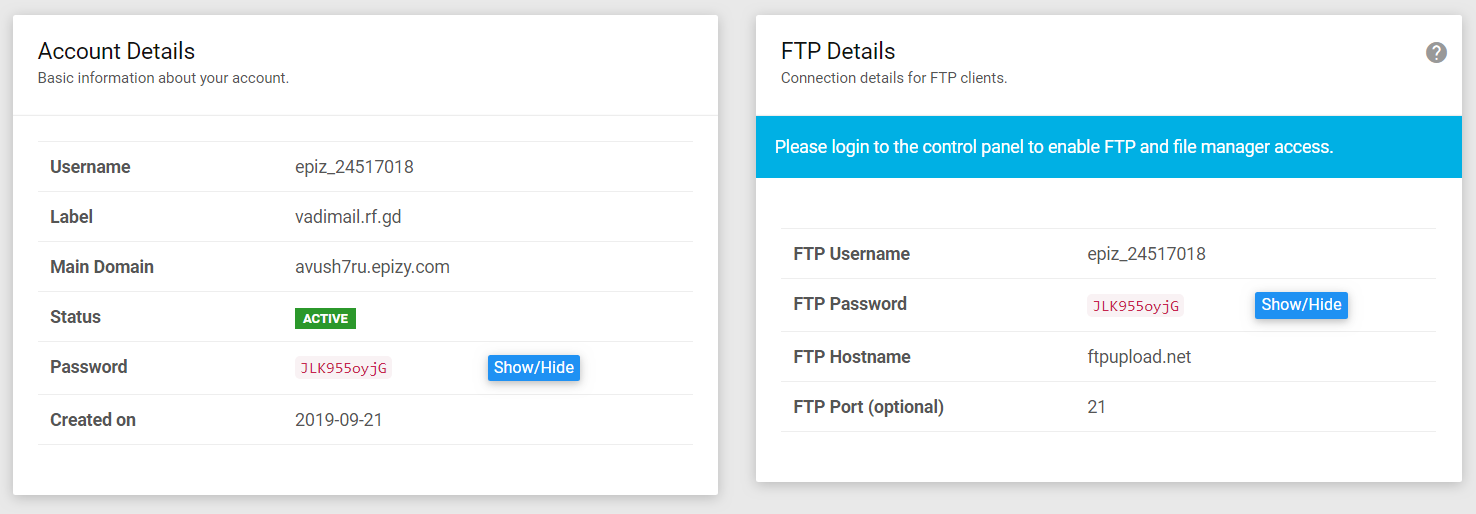 Account Details
Basic information about your account.
Username epiz_24517018
Label vadimail.rf.gd
Main Domain avush7ru.epizy.com
Status ACTIVE
Password JLK955oyjG Show/Hide
Created on 2019-09-21
FTP Details
?
Connection details for FTP clients.
Please login to the control panel to enable FTP and file manager access.
FTP Username epiz_24517018
FTP Password JLK955oyjG Show/Hide
FTP Hostname ftpupload.net
FTP Port (optional) 21